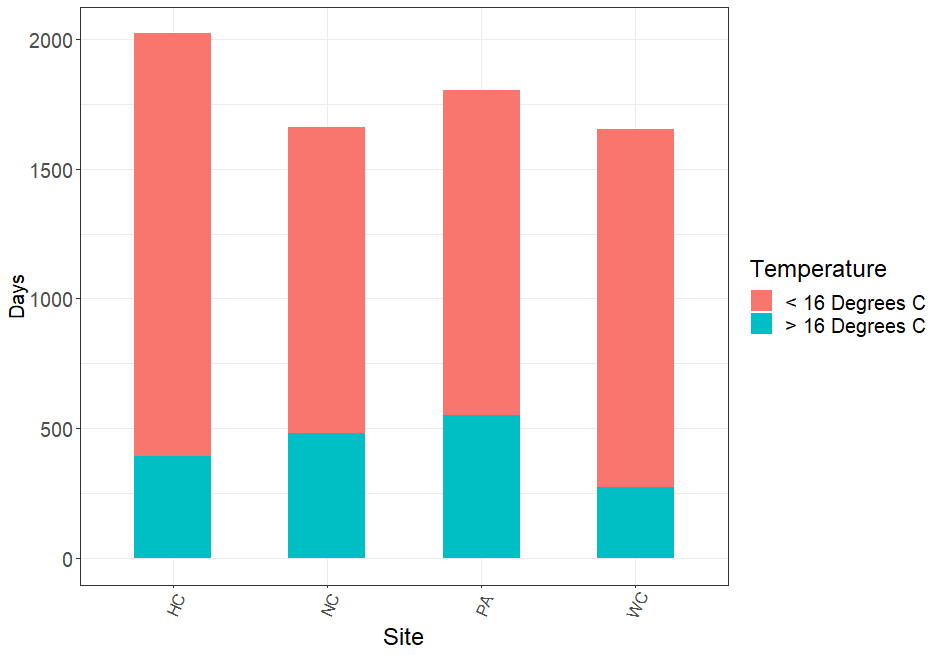 2000
1500
1000
500
0
Days
HC
NC
PA
WC
Site
Temperature
< 16 Degrees C
> 16 Degrees C